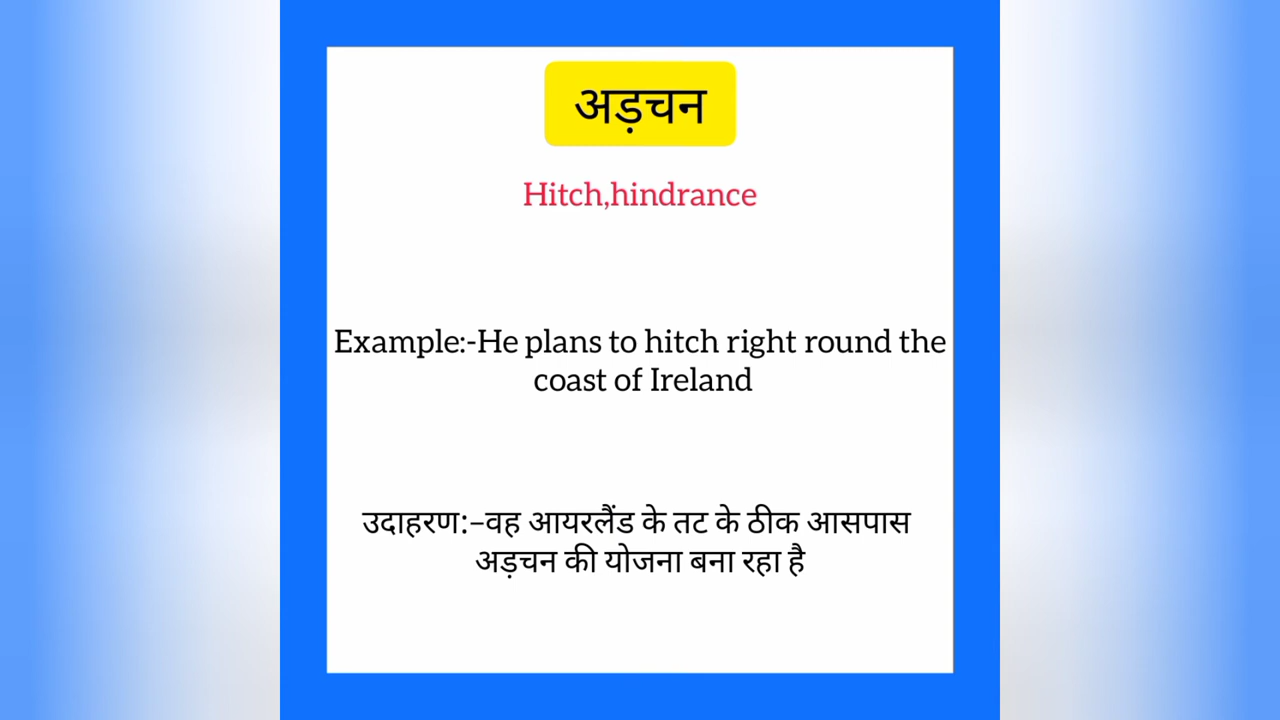 अड़चन
Hitch,hindrance
Example:-He plans to hitch right round the
coast of Ireland
उदाहरण:–वह आयरलैंड के तट के ठीक आसपास
अड़चन की योजना बना रहा है